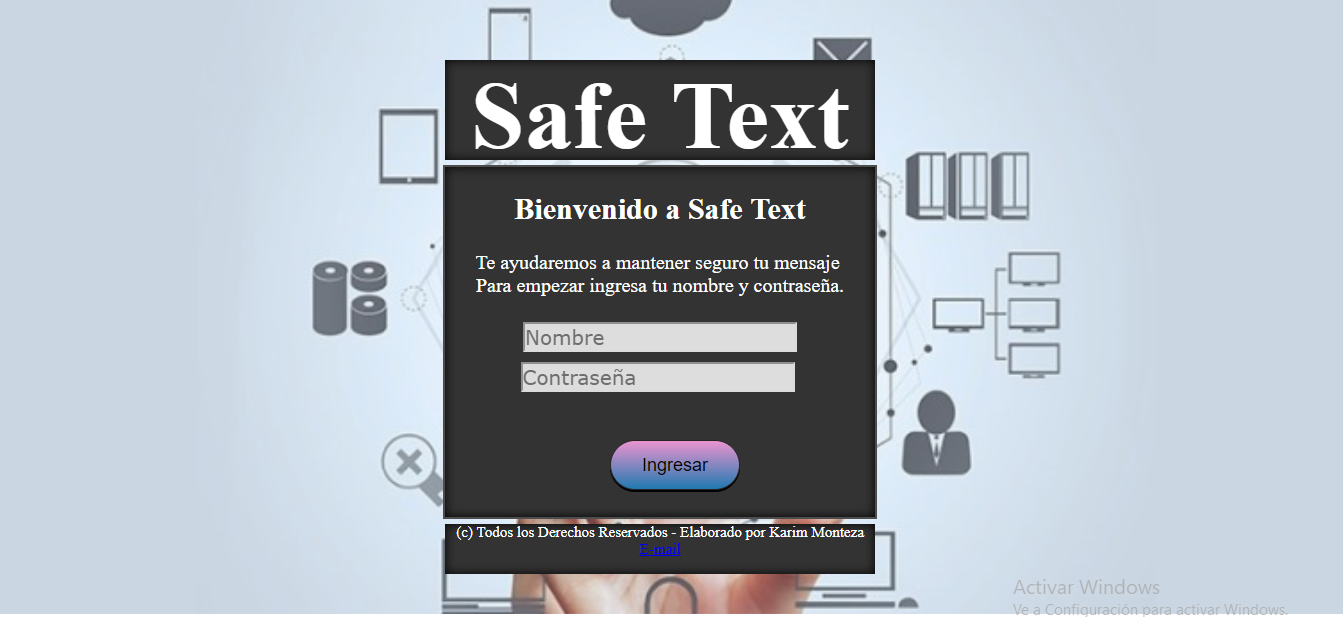 Safe Text
Bienvenido a Safe Text
Te ayudaremos a mantener seguro tu mensaje
Para empezar ingresa tu nombre y contraseña.
Nombre
Contraseña
Ingresar
(c) Todos los Derechos Reservados - Elaborado por Karim Monteza
E-mail
Activar Windows
Ve a Configuración para activar Windows.